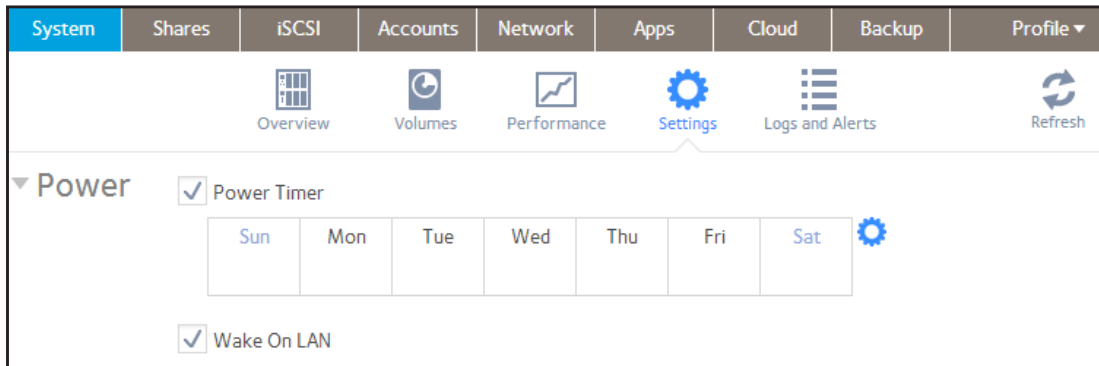 System Shares iSCSI Accounts Network Apps Cloud Backup Profile
Overview Volumes Performance Settings Logs and Alerts Refresh
Power
Power Timer
Sun Mon Tue Wed Thu Fri Sat
Wake On LAN